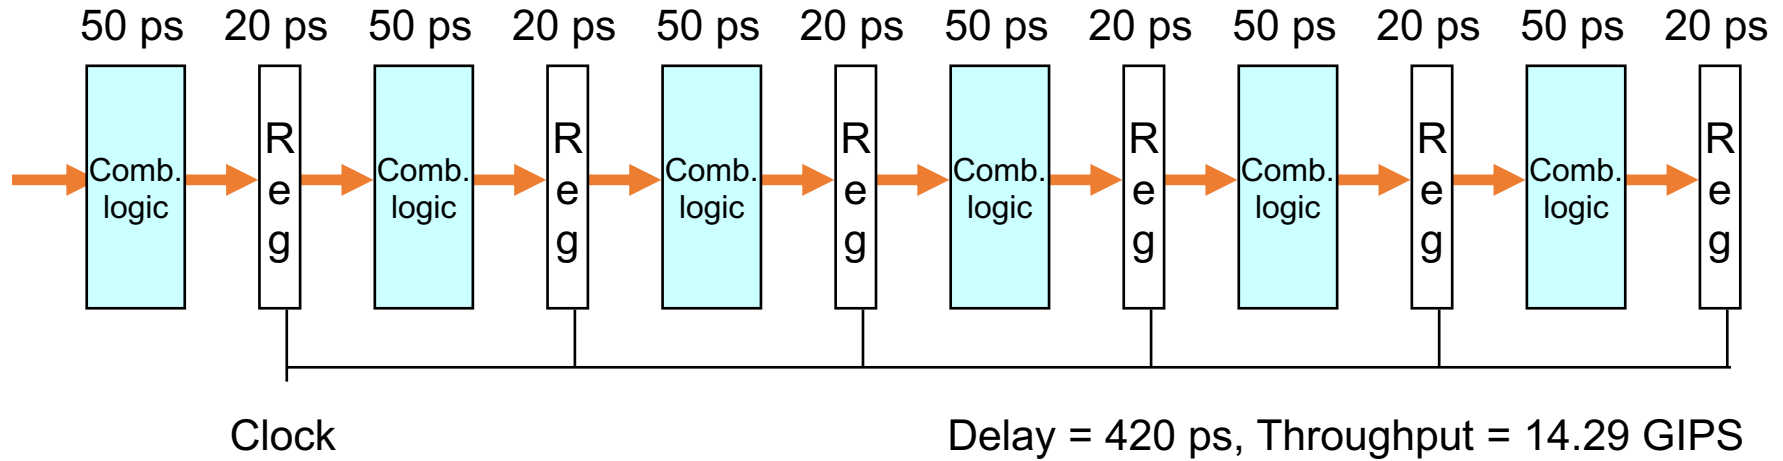 50 ps 20 ps 50 ps 20 ps 50 ps 20 ps 50 ps 20 ps 50 ps 20 ps 50 ps 20 ps
Comb.
logic
R
e
g
Comb.
logic
R
e
g
Comb.
logic
R
e
g
Comb.
logic
R
e
g
Comb.
logic
R
e
g
Comb.
logic
R
e
g
Clock
Delay = 420 ps, Throughput = 14.29 GIPS